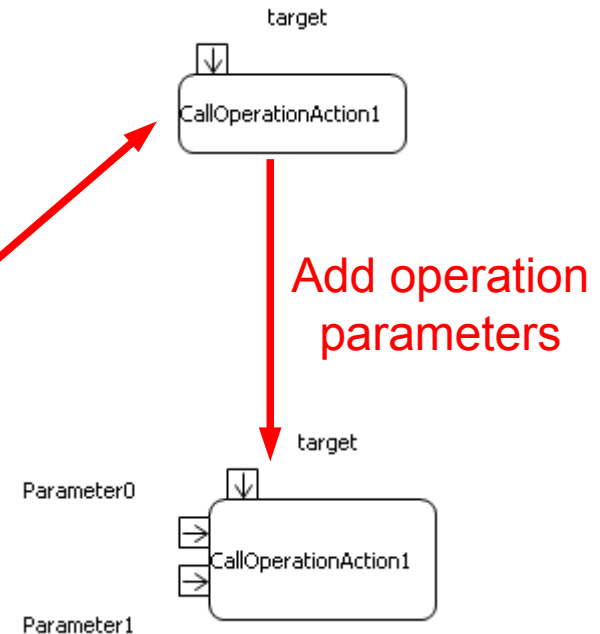 target
CallOperationAction1
Add operation
parameters
target
Parameter0
CallOperationAction1
Parameter1